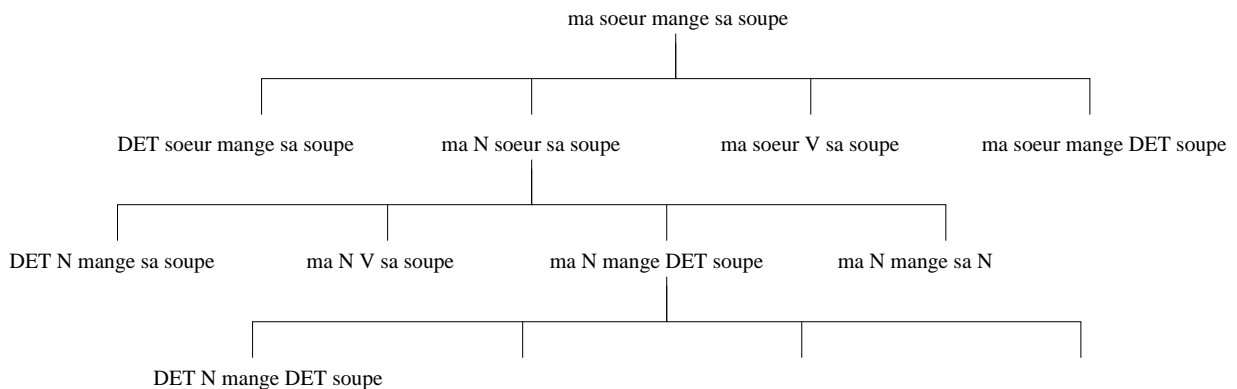 ma soeur mange sa soupe
DET soeur mange sa soupe
ma N soeur sa soupe
ma soeur V sa soupe
ma soeur mange DET soupe
DET N mange sa soupe
ma N V sa soupe
ma N mange DET soupe
ma N mange sa N
DET N mange DET soupe